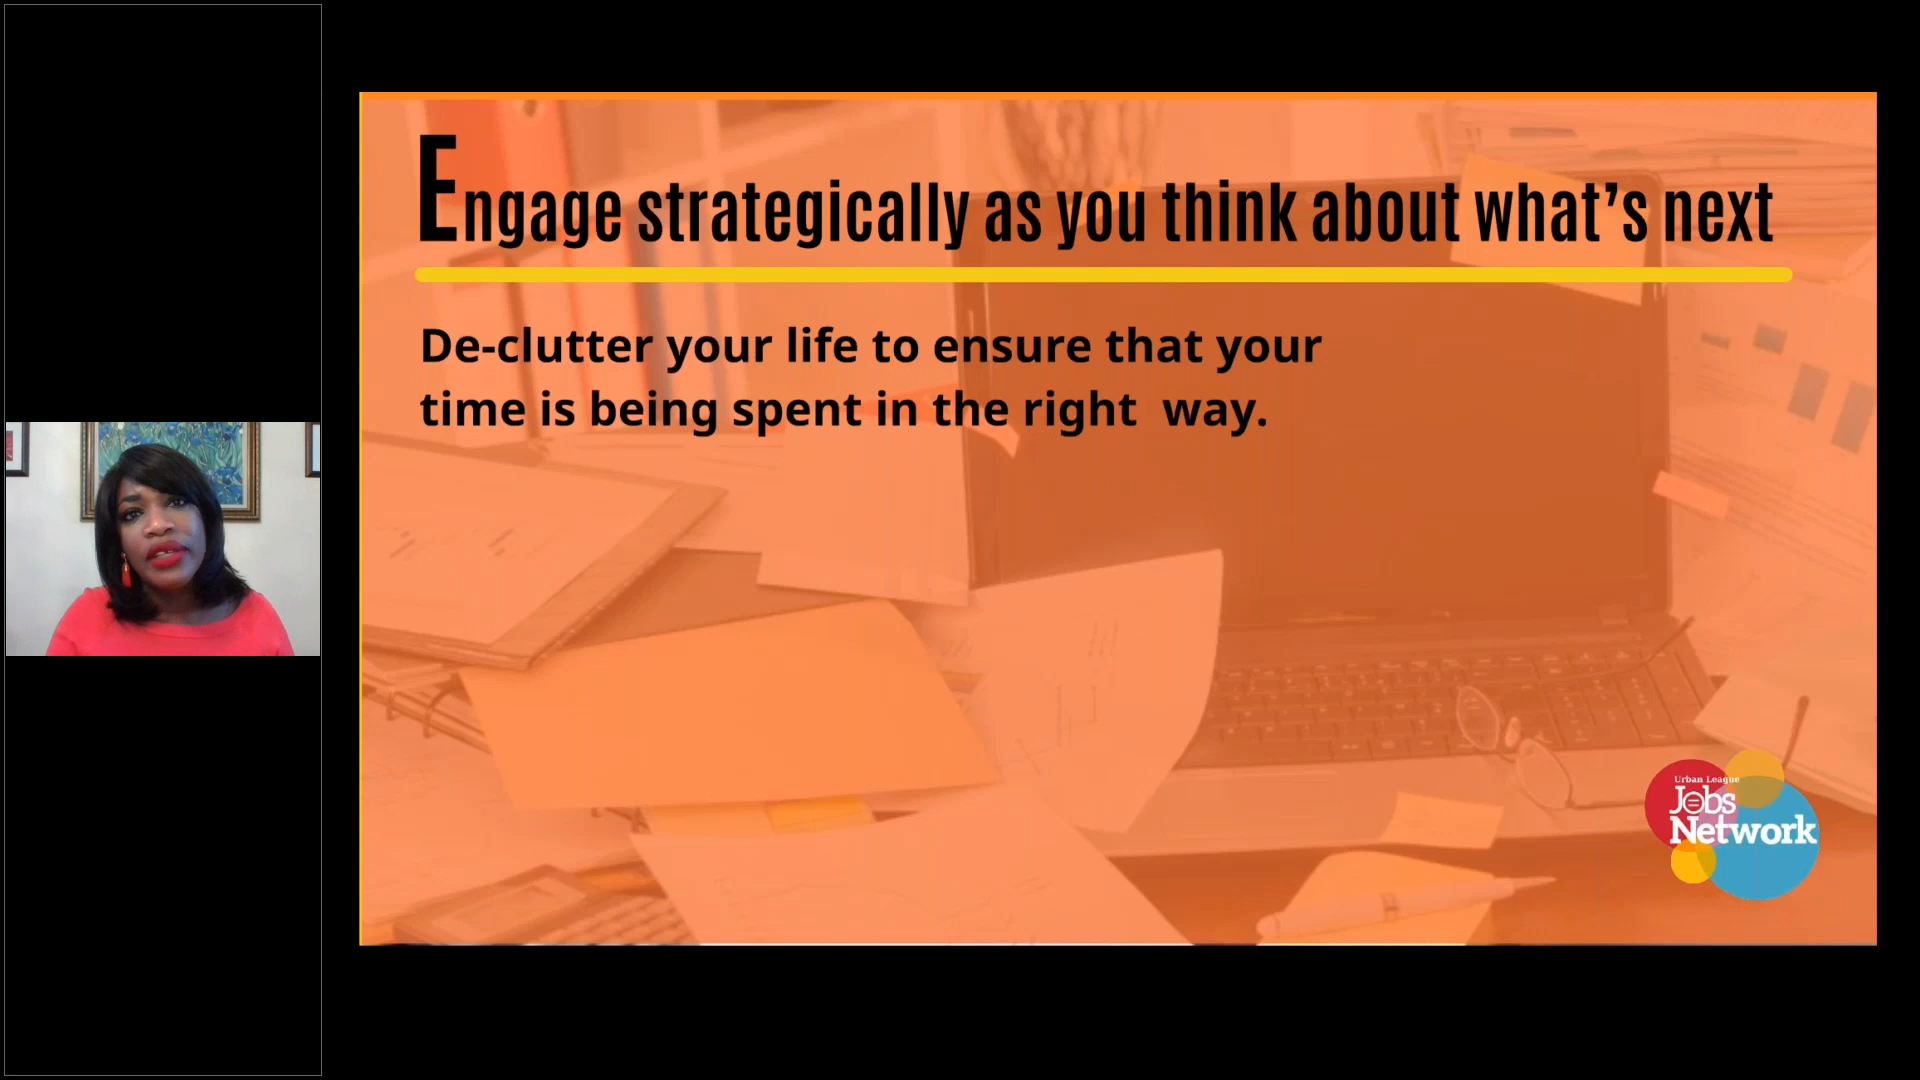 Engage strategically as you think about what’s next
De-clutter your life to ensure that your
time is being spent in the right  way.
Urban League
Jobs
Network